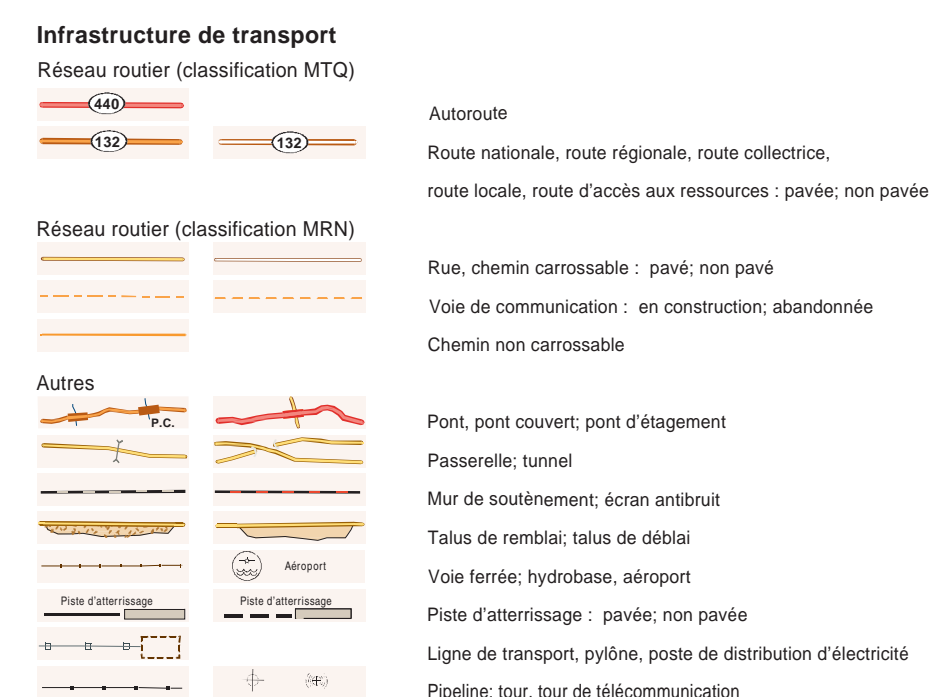 Infrastructure de transport
Réseau routier (classification MTQ)
440
Autoroute
132 132
Route nationale, route régionale, route collectrice,
route locale, route d'accès aux ressources : pavée; non pavée
Réseau routier (classification MRN)
Rue, chemin carrossable : pavé; non pavé
Voie de communication : en construction; abandonnée
Chemin non carrossable
Autres
P.C.
Pont, pont couvert; pont d'étagement
Passerelle; tunnel
Mur de soutènement; écran antibruit
Talus de remblai; talus de déblai
Aéroport
Voie ferrée; hydrobase, aéroport
Piste d'atterrissage Piste d'atterrissage
Piste d'atterrissage : pavée; non pavée
Ligne de transport, pylône, poste de distribution d'électricité
Pipeline; tour, tour de télécommunication